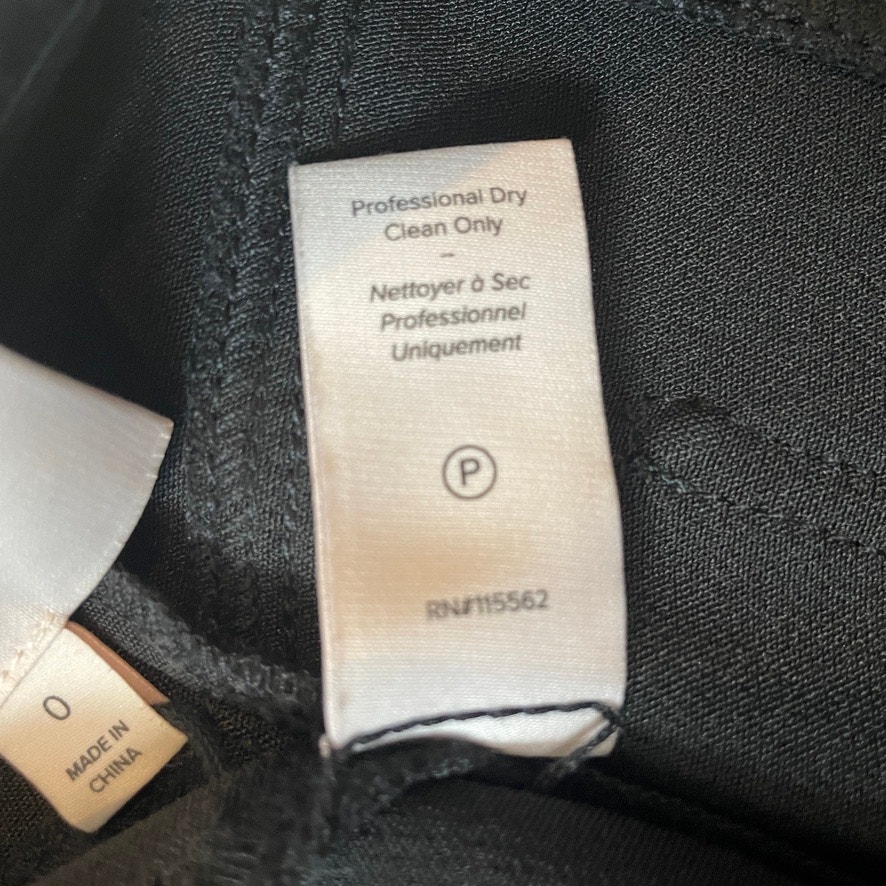 Professional Dry
Clean Only
–
Nettoyer à Sec
Professionnel
Uniquement
P
RN#115562
0
MADE IN
CHINA